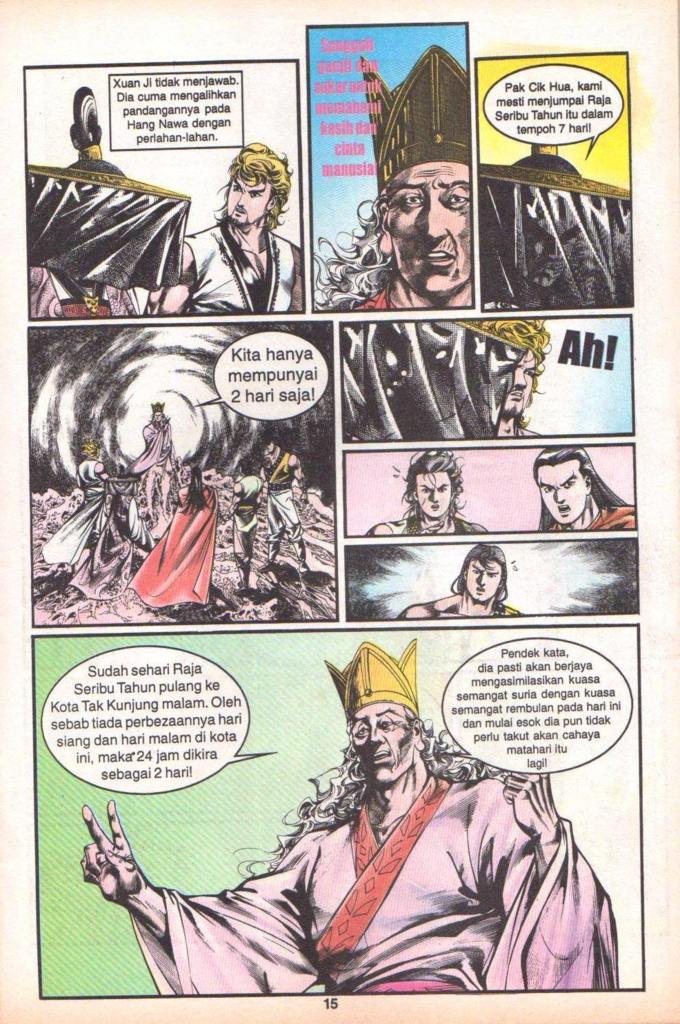 Xuan Ji tidak menjawab.
Dia cuma mengalihkan
pandangannya pada
Hang Nawa dengan
perlahan-lahan.
Sungguh
ganjil dan
sukar untuk
memahami
kasih dan
cinta
manusia!
Pak Cik Hua, kami
mesti menjumpai Raja
Seribu Tahun itu dalam
tempoh 7 hari!
Kita hanya
mempunyai
2 hari saja!
Ah!
Sudah sehari Raja
Seribu Tahun pulang ke
Kota Tak Kunjung malam. Oleh
sebab tiada perbezaannya hari
siang dan hari malam di kota
ini, maka 24 jam dikira
sebagai 2 hari!
Pendek kata,
dia pasti akan berjaya
mengasimilasikan kuasa
semangat suria dengan kuasa
semangat rembulan pada hari ini
dan mulai esok dia pun tidak
perlu takut akan cahaya
matahari itu
lagi!
15